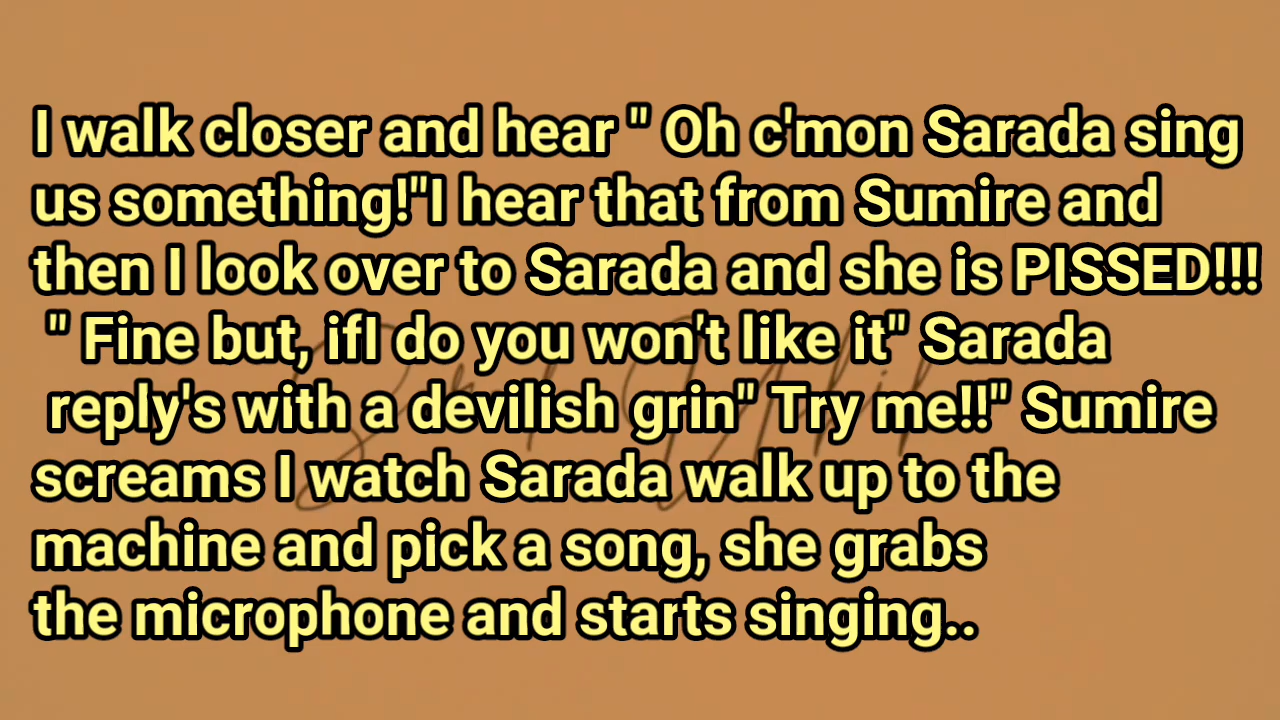 I walk closer and hear " Oh c'mon Sarada sing
us something!"I hear that from Sumire and
then I look over to Sarada and she is PISSED!!!
" Fine but, ifI do you won't like it" Sarada
reply's with a devilish grin" Try me!!" Sumire
screams I watch Sarada walk up to the
machine and pick a song, she grabs
the microphone and starts singing..